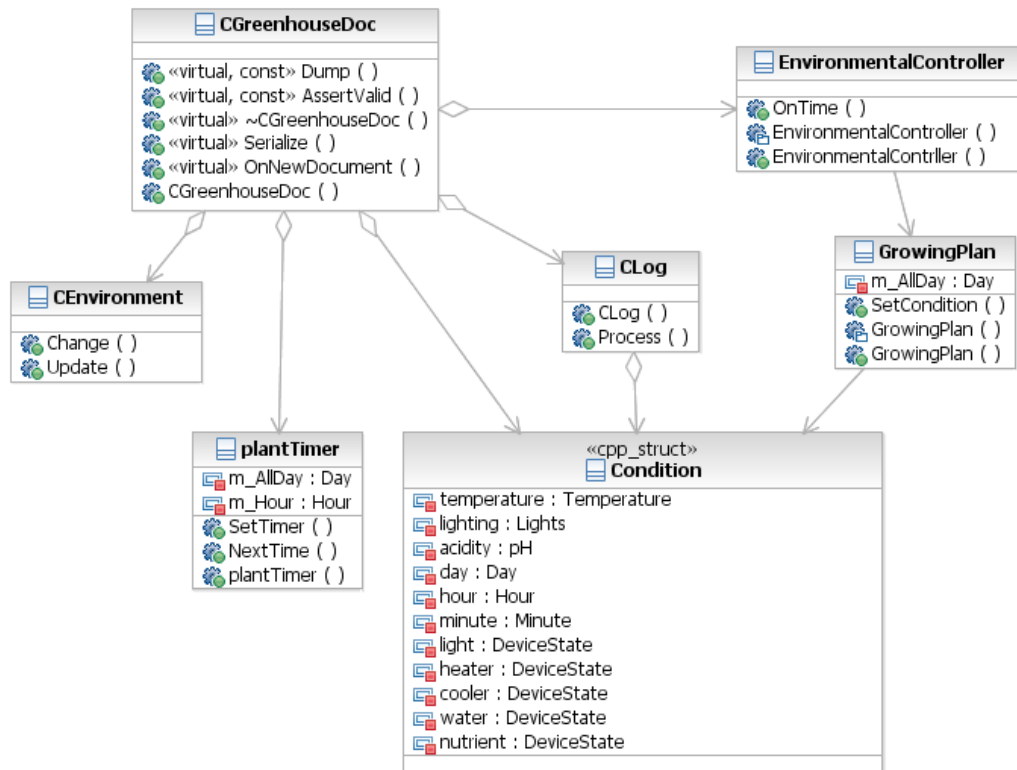 CGreenhouseDoc
«virtual, const» Dump ( )
«virtual, const» AssertValid ( )
«virtual» ~CGreenhouseDoc ( )
«virtual» Serialize ( )
«virtual» OnNewDocument ( )
CGreenhouseDoc ( )
EnvironmentalController
OnTime ( )
EnvironmentalController ( )
EnvironmentalContrller ( )
CEnvironment
Change ( )
Update ( )
CLog
CLog ( )
Process ( )
GrowingPlan
m_AllDay : Day
SetCondition ( )
GrowingPlan ( )
GrowingPlan ( )
plantTimer
m_AllDay : Day
m_Hour : Hour
SetTimer ( )
NextTime ( )
plantTimer ( )
«cpp_struct»
Condition
temperature : Temperature
lighting : Lights
acidity : pH
day : Day
hour : Hour
minute : Minute
light : DeviceState
heater : DeviceState
cooler : DeviceState
water : DeviceState
nutrient : DeviceState